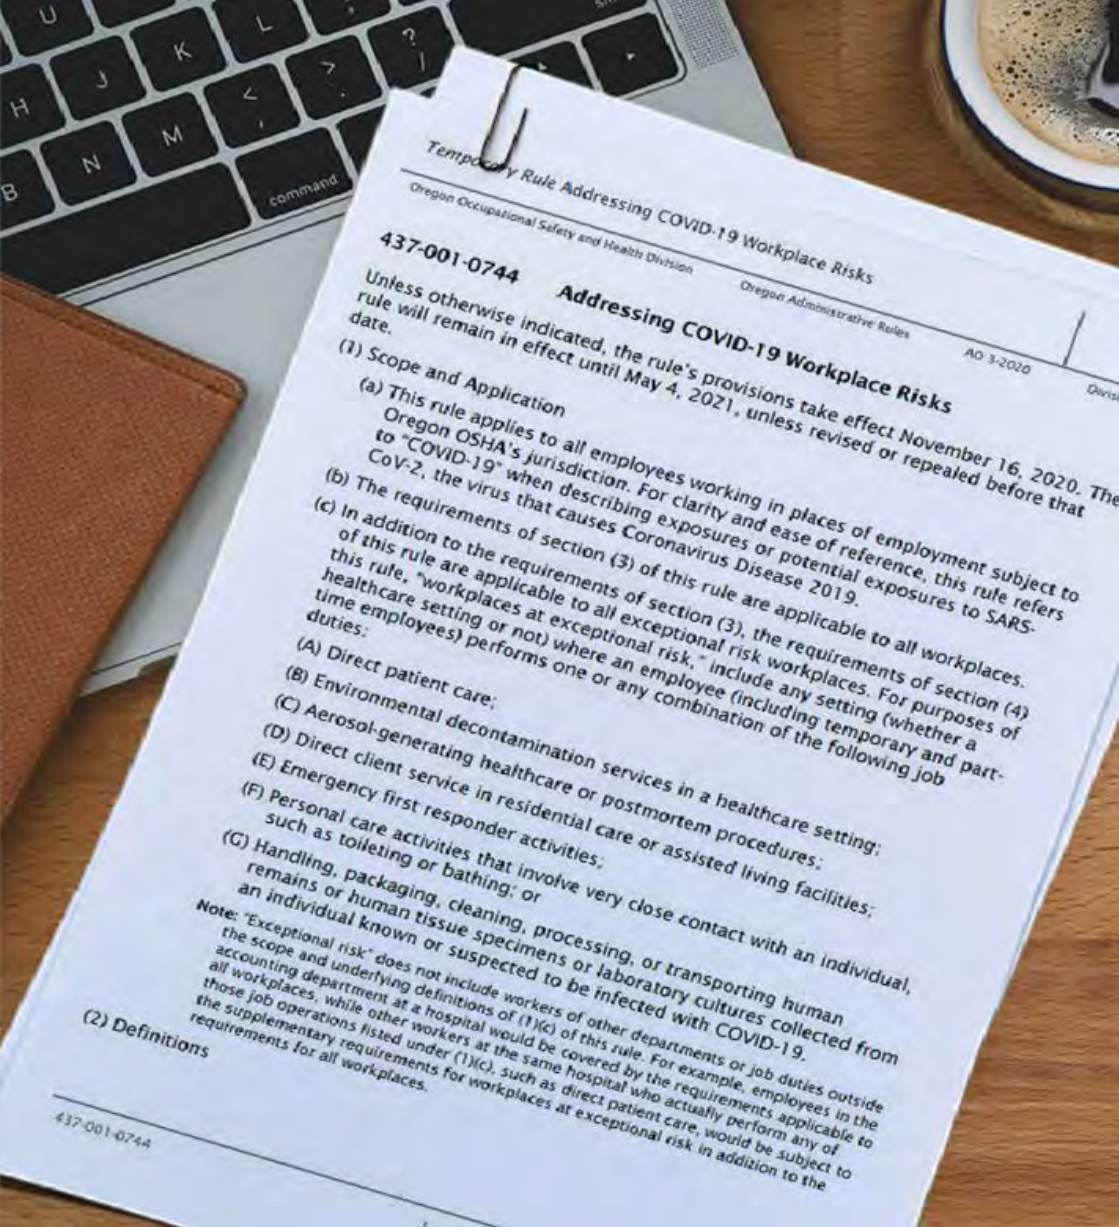 U
L
:
H
J
K
>
.
?
/
B
N
M
<
,
command
Temporary Rule Addressing COVID-19 Workplace Risks
Oregon Occupational Safety and Health Division Oregon Administrative Rules AO 3-2020
437-001-0744 Addressing COVID-19 Workplace Risks
Unless otherwise indicated, the rule's provisions take effect November 16, 2020. The
rule will remain in effect until May 4, 2021, unless revised or repealed before that
date.
(1) Scope and Application
(a) This rule applies to all employees working in places of employment subject to
Oregon OSHA's jurisdiction. For clarity and ease of reference, this rule refers
to "COVID-19" when describing exposures or potential exposures to SARS-
CoV-2, the virus that causes Coronavirus Disease 2019.
(b) The requirements of section (3) of this rule are applicable to all workplaces.
(c) In addition to the requirements of section (3), the requirements of section (4)
of this rule are applicable to all exceptional risk workplaces. For purposes of
this rule, "workplaces at exceptional risk," include any setting (whether a
healthcare setting or not) where an employee (including temporary and part-
time employees) performs one or any combination of the following job
duties:
(A) Direct patient care;
(B) Environmental decontamination services in a healthcare setting;
(C) Aerosol-generating healthcare or postmortem procedures;
(D) Direct client service in residential care or assisted living facilities;
(E) Emergency first responder activities;
(F) Personal care activities that involve very close contact with an individual,
such as toileting or bathing; or
(G) Handling, packaging, cleaning, processing, or transporting human
remains or human tissue specimens or laboratory cultures collected from
an individual known or suspected to be infected with COVID-19.
Note: "Exceptional risk" does not include workers of other departments or job duties outside
the scope and underlying definitions of (1)(c) of this rule. For example, employees in the
accounting department at a hospital would be covered by the requirements applicable to
all workplaces, while other workers at the same hospital who actually perform any of
those job operations listed under (1)(c), such as direct patient care, would be subject to
the supplementary requirements for workplaces at exceptional risk in addition to the
requirements for all workplaces.
(2) Definitions
437-001-0744